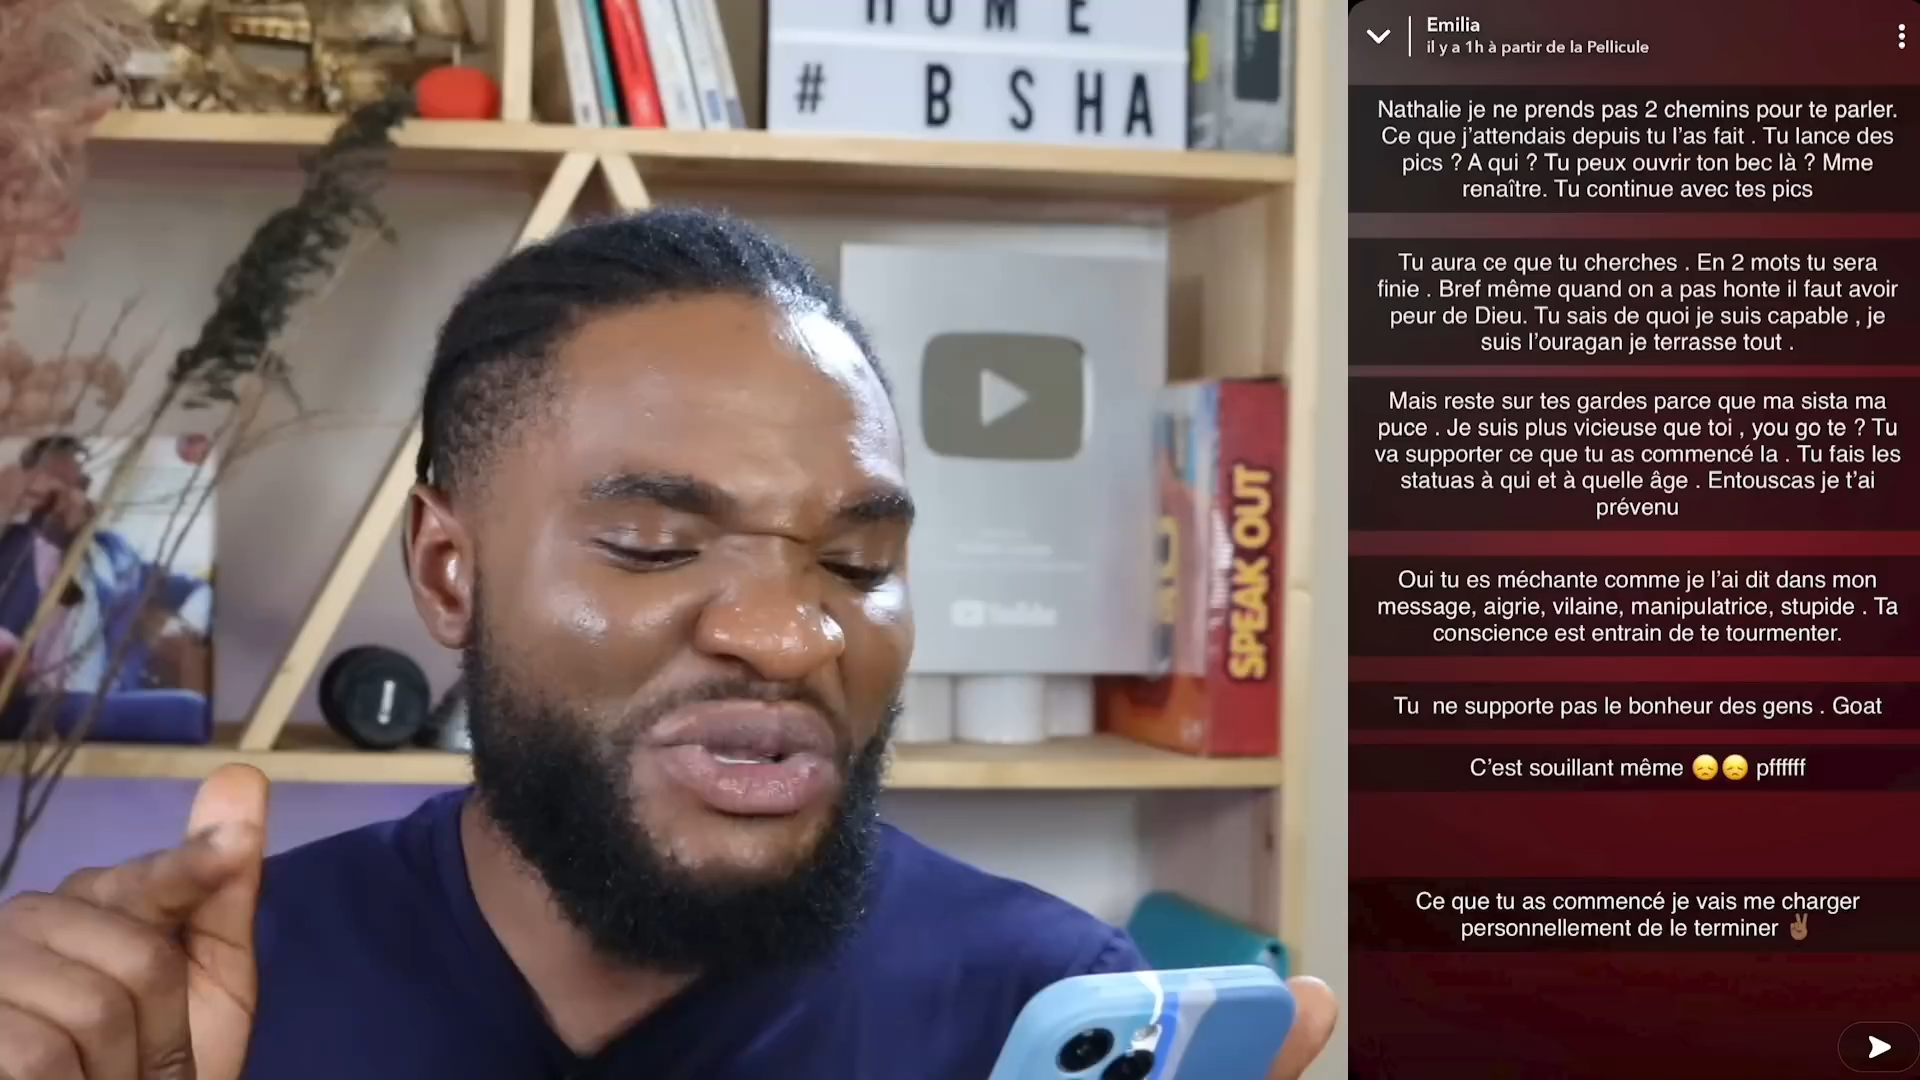 HOME
# BSHA
SPEAK OUT
YouTube
Emilia
il y a 1h à partir de la Pellicule
Nathalie je ne prends pas 2 chemins pour te parler.
Ce que j’attendais depuis tu l’as fait . Tu lance des
pics ? A qui ? Tu peux ouvrir ton bec là ? Mme
renaître. Tu continue avec tes pics
Tu aura ce que tu cherches . En 2 mots tu sera
finie . Bref même quand on a pas honte il faut avoir
peur de Dieu. Tu sais de quoi je suis capable , je
suis l’ouragan je terrasse tout .
Mais reste sur tes gardes parce que ma sista ma
puce . Je suis plus vicieuse que toi , you go te ? Tu
va supporter ce que tu as commencé la . Tu fais les
statuas à qui et à quelle âge . Entouscas je t’ai
prévenu
Oui tu es méchante comme je l’ai dit dans mon
message, aigrie, vilaine, manipulatrice, stupide . Ta
conscience est entrain de te tourmenter.
Tu  ne supporte pas le bonheur des gens . Goat
C’est souillant même 😞😞 pffffff
Ce que tu as commencé je vais me charger
personnellement de le terminer ✌🏾